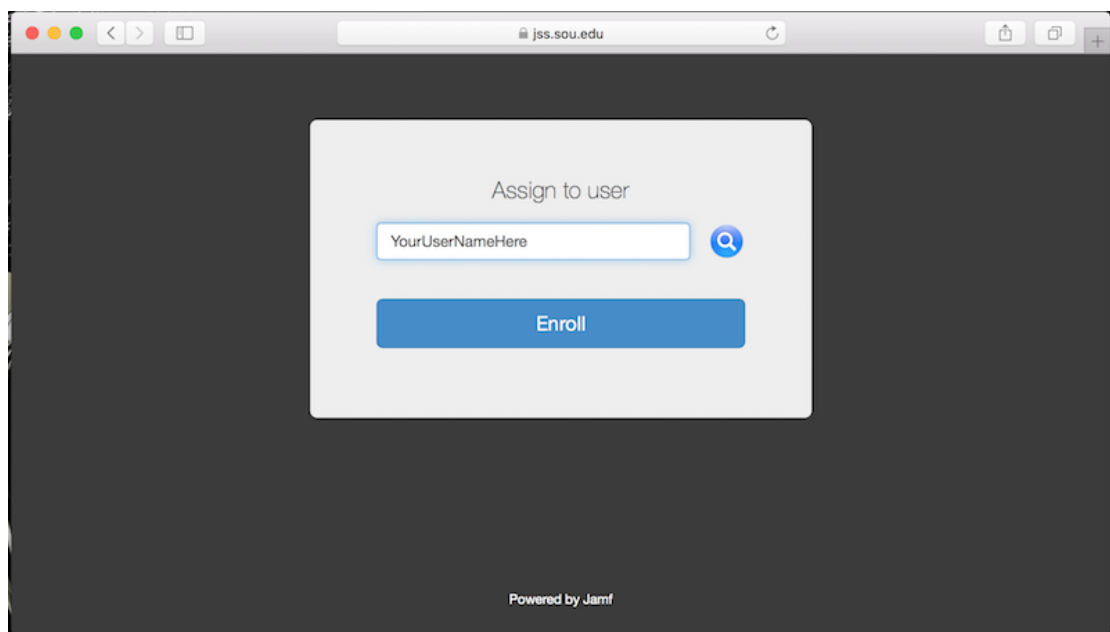 jss.sou.edu
Assign to user
YourUserNameHere
Enroll
Powered by Jamf